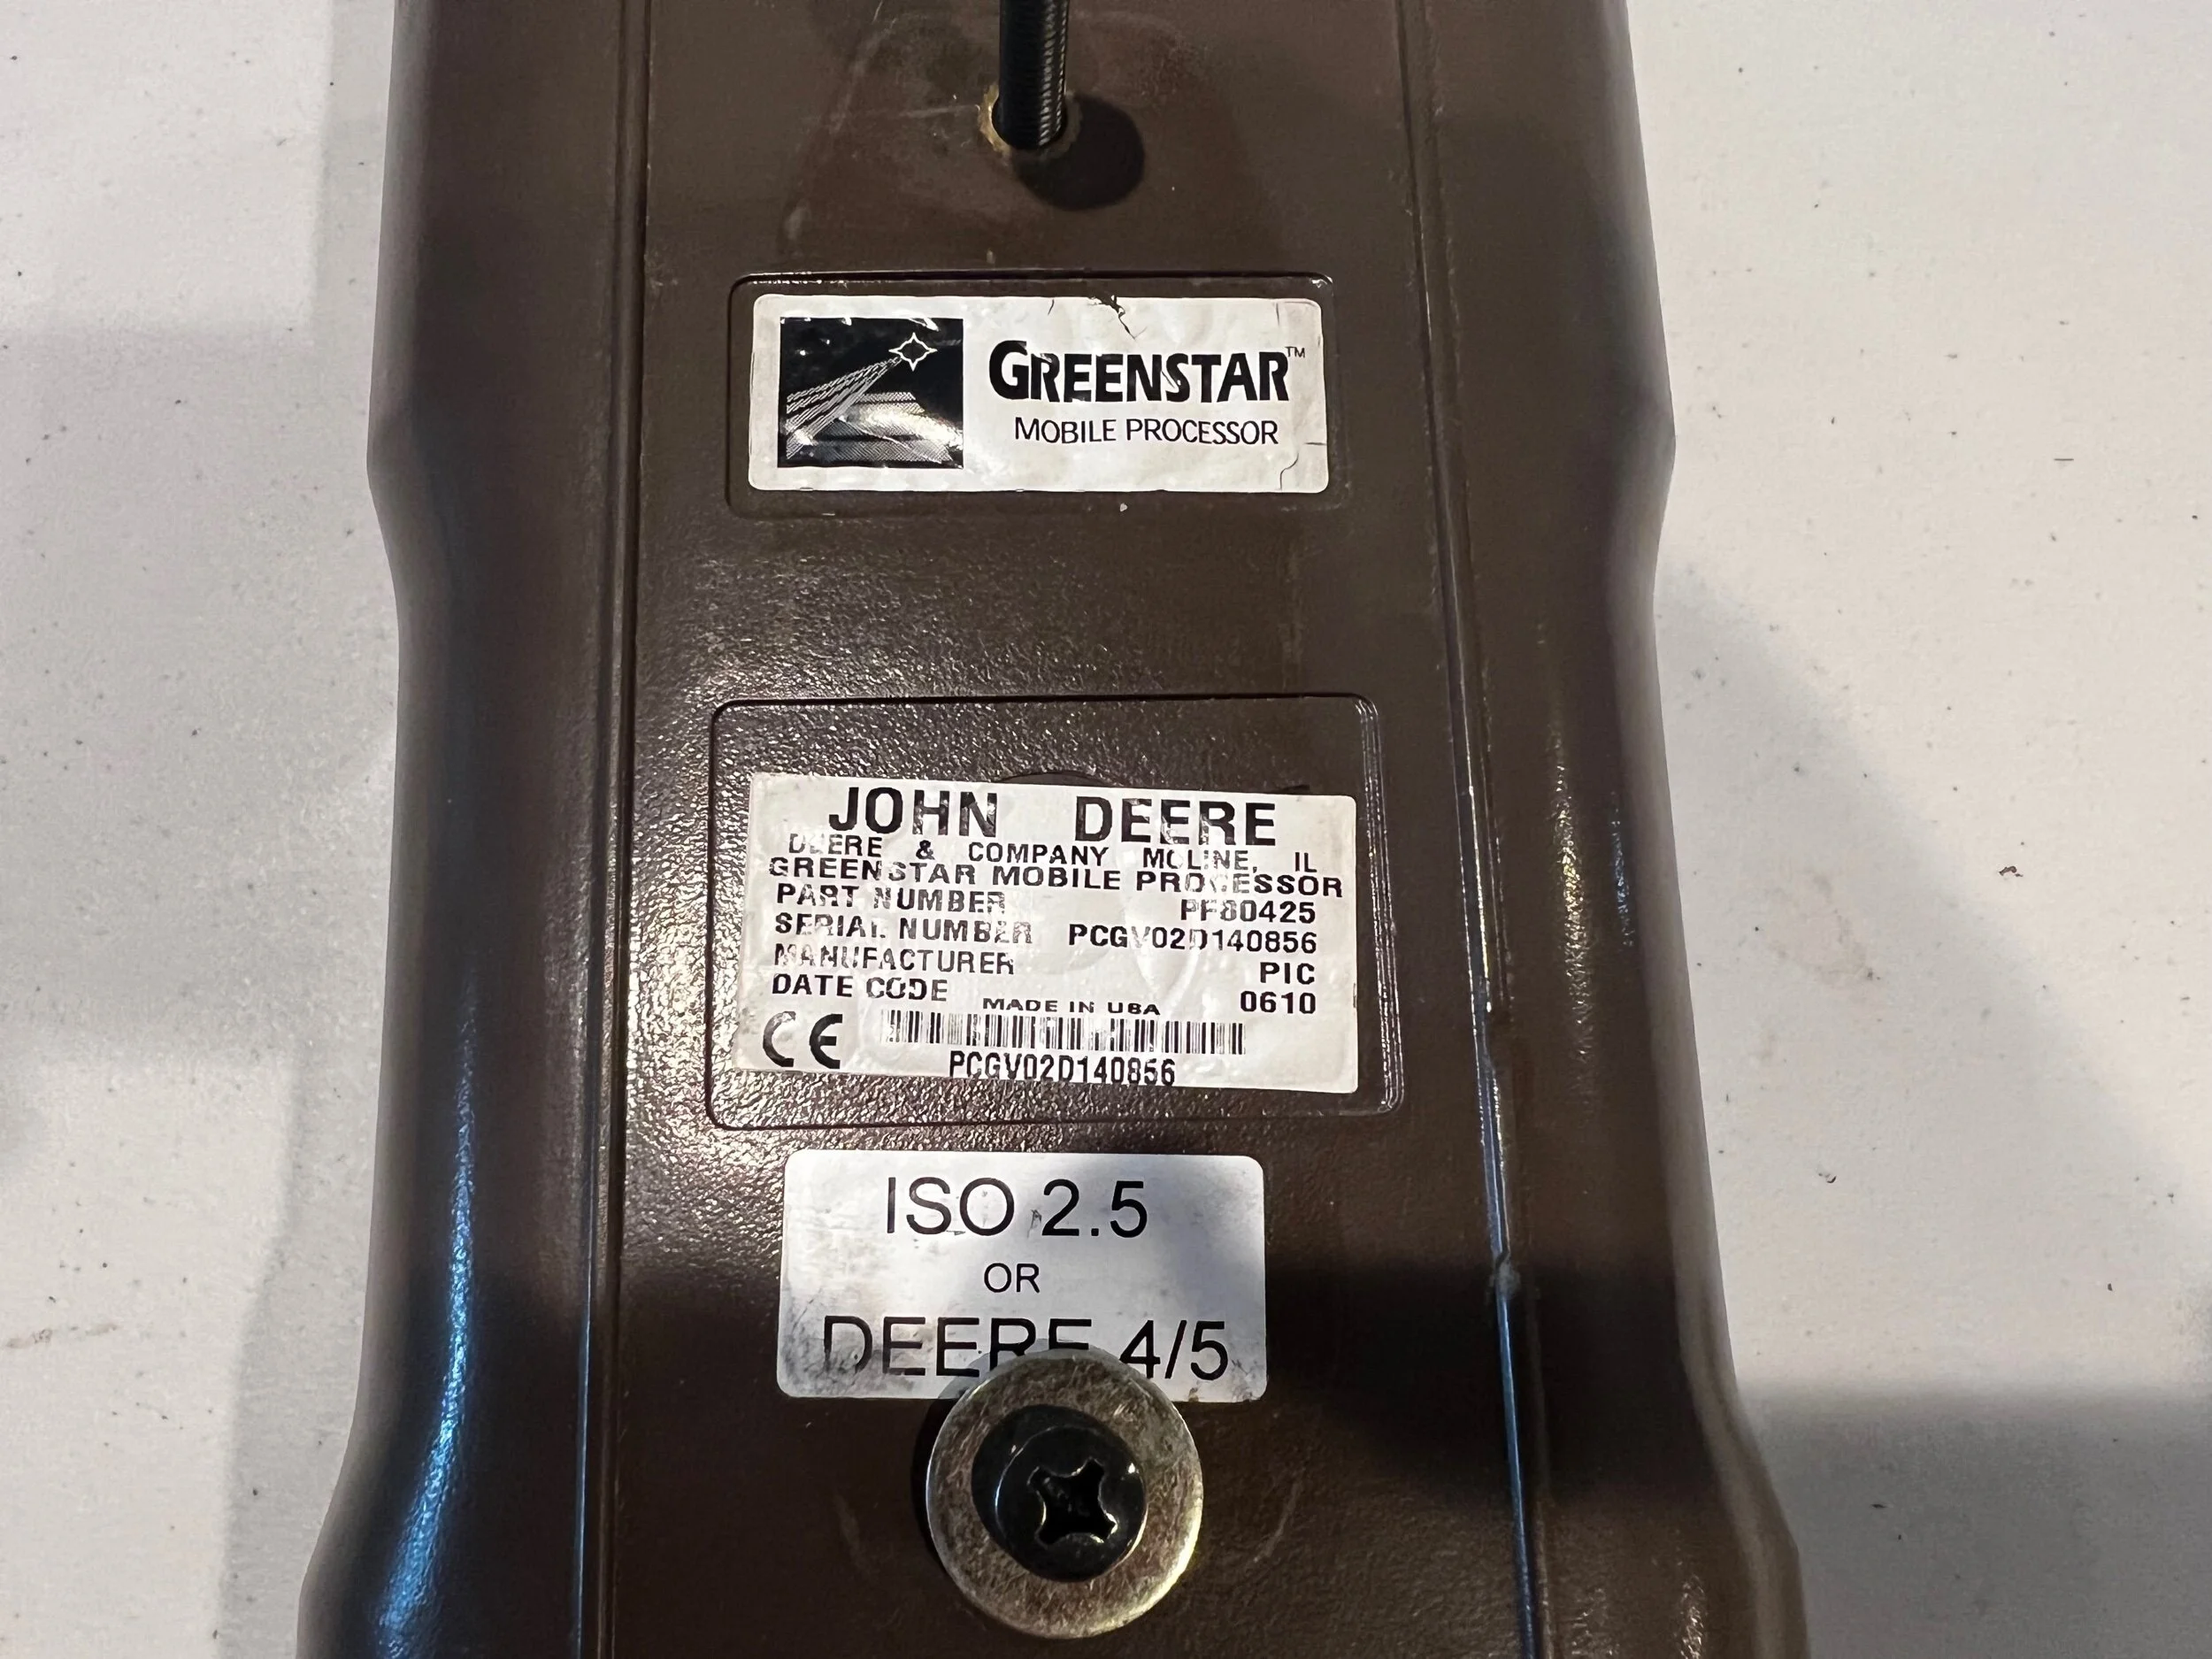 GREENSTAR™
MOBILE PROCESSOR
JOHN DEERE
DEERE & COMPANY MOLINE, IL
GREENSTAR MOBILE PROCESSOR
PART NUMBER PF80425
SERIAL NUMBER PCGV02D140856
MANUFACTURER PIC
DATE CODE 0610
MADE IN USA
CE
PCGV02D140856
ISO 2.5
OR
DEERE 4/5